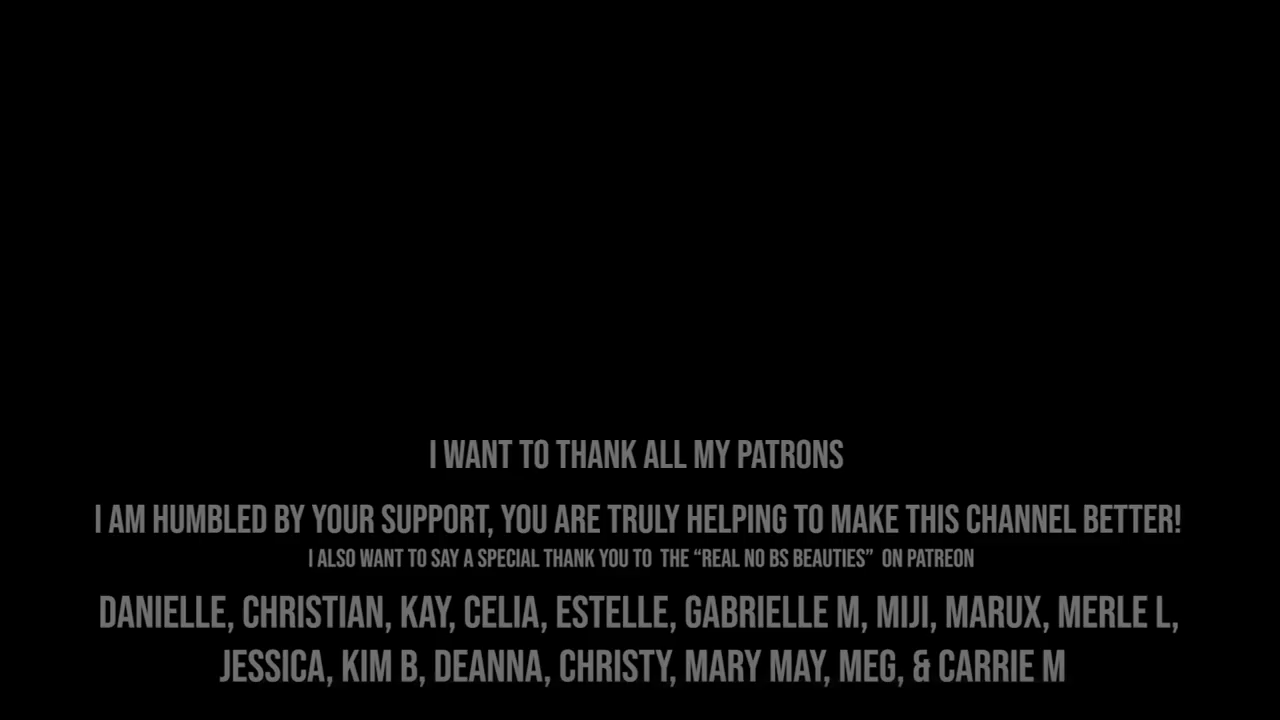 I WANT TO THANK ALL MY PATRONS
I AM HUMBLED BY YOUR SUPPORT, YOU ARE TRULY HELPING TO MAKE THIS CHANNEL BETTER!
I ALSO WANT TO SAY A SPECIAL THANK YOU TO THE “REAL NO BS BEAUTIES” ON PATREON
DANIELLE, CHRISTIAN, KAY, CELIA, ESTELLE, GABRIELLE M, MIJI, MARUX, MERLE L,
JESSICA, KIM B, DEANNA, CHRISTY, MARY MAY, MEG, & CARRIE M